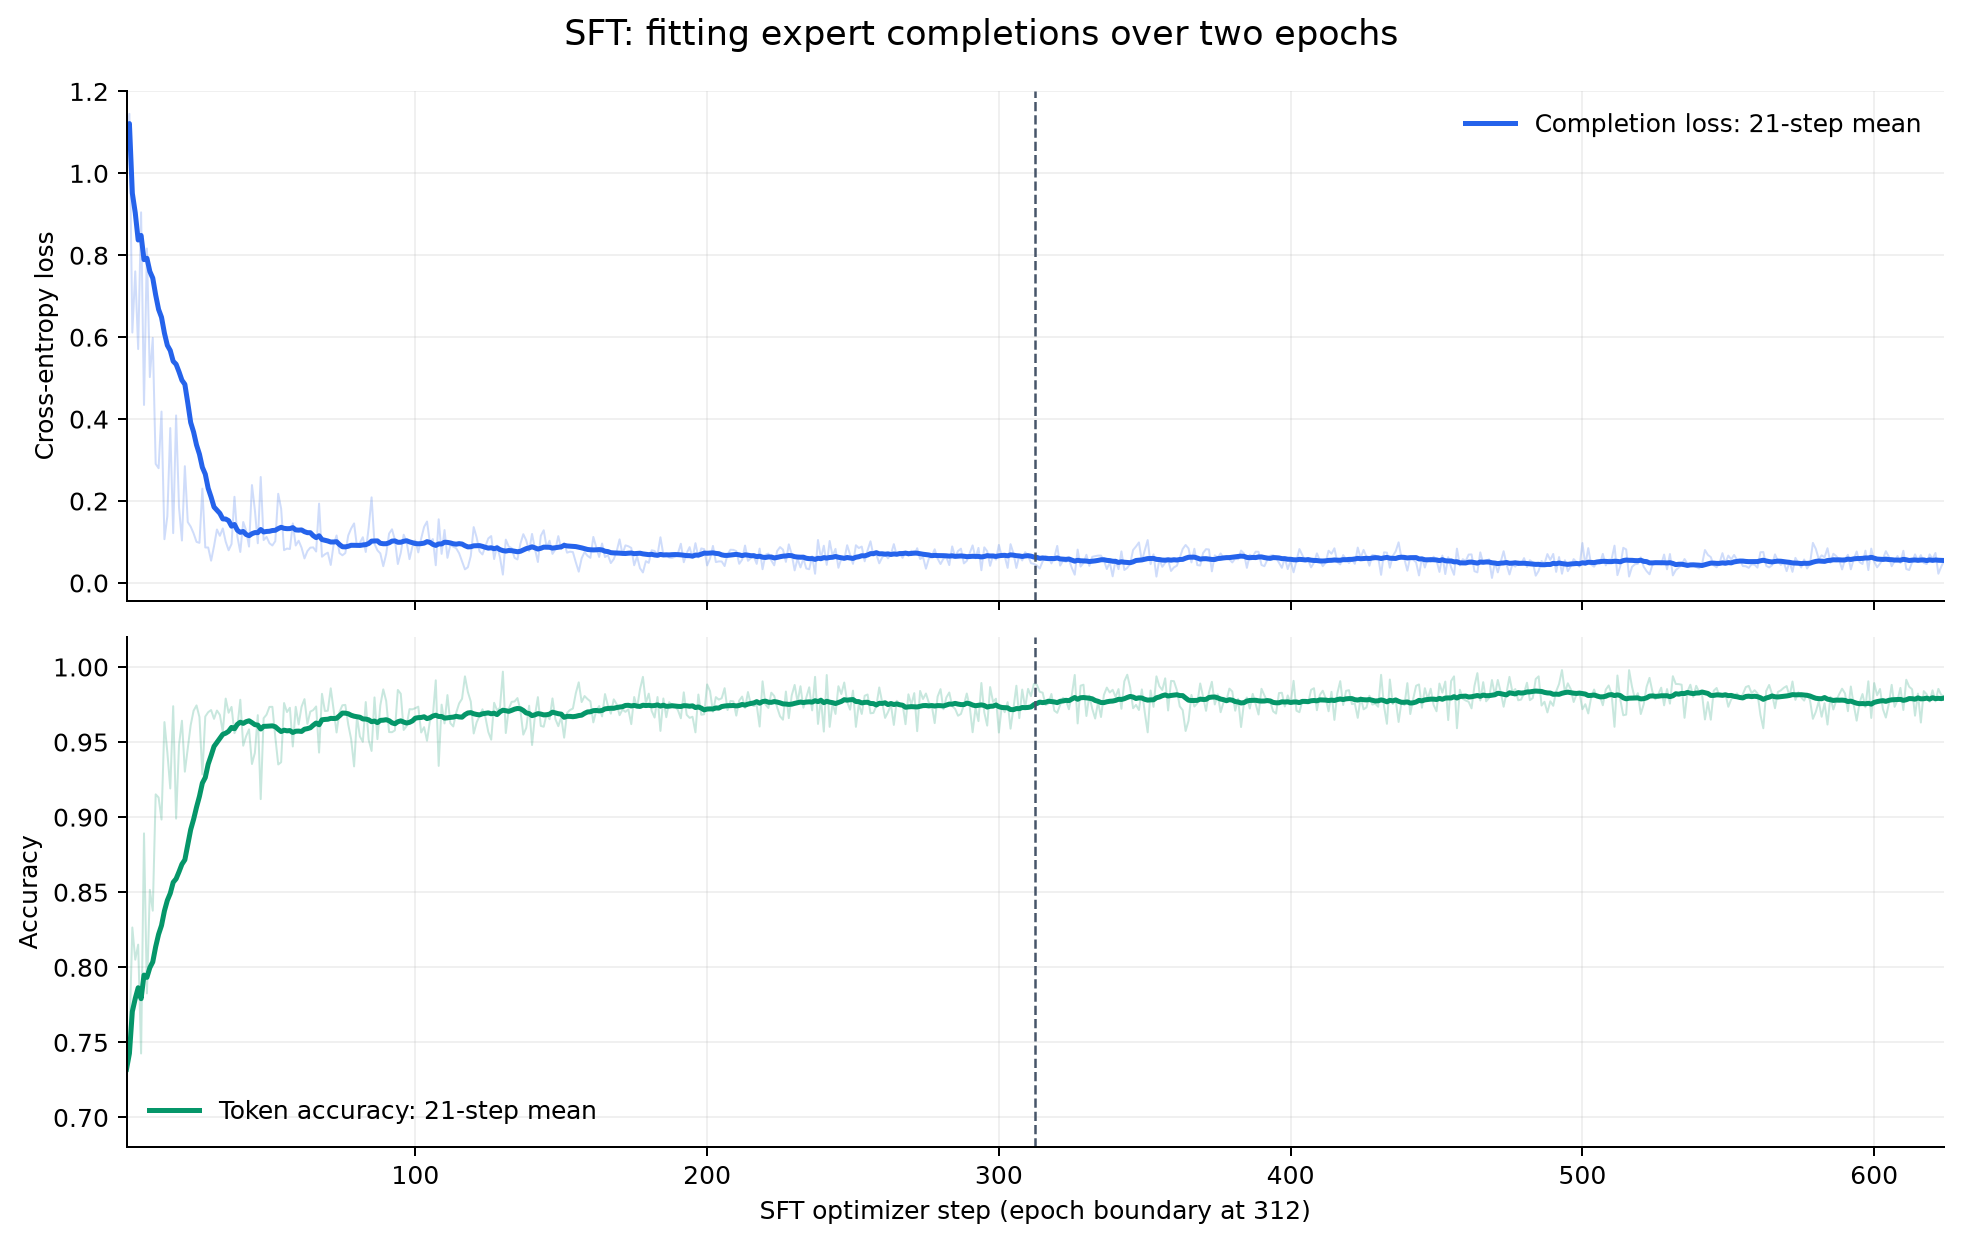 SFT: fitting expert completions over two epochs
1.2
1.0
0.8
0.6
0.4
0.2
0.0
Cross-entropy loss
Completion loss: 21-step mean
1.00
0.95
0.90
0.85
0.80
0.75
0.70
Accuracy
Token accuracy: 21-step mean
100 200 300 400 500 600
SFT optimizer step (epoch boundary at 312)